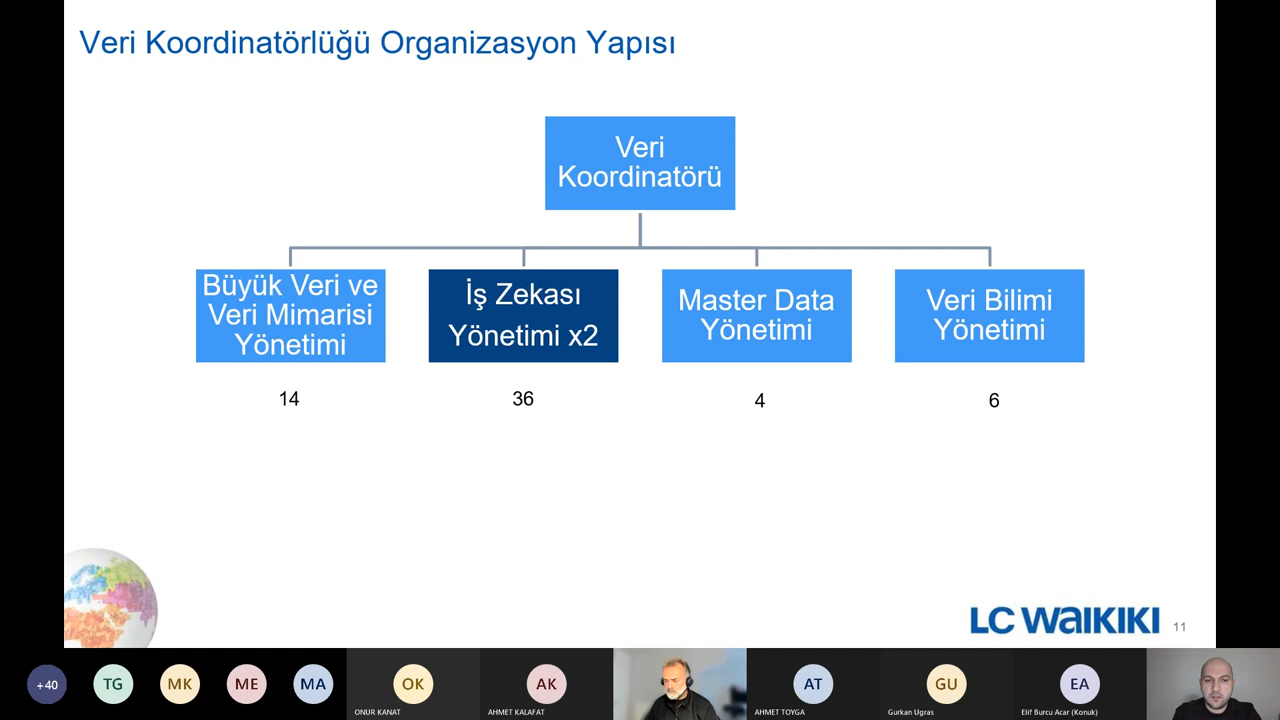 Veri Koordinatörlüğü Organizasyon Yapısı
Veri
Koordinatörü
Büyük Veri ve
Veri Mimarisi
Yönetimi
İş Zekası
Yönetimi x2
Master Data
Yönetimi
Veri Bilimi
Yönetimi
14
36
4
6
LC WAIKIKI
11
+40
TG
MK
ME
MA
OK
ONUR KANAT
AK
AHMET KALAFAT
AT
AHMET TOYGA
GU
Gurkan Ugras
EA
Elif Burcu Acar (Konuk)